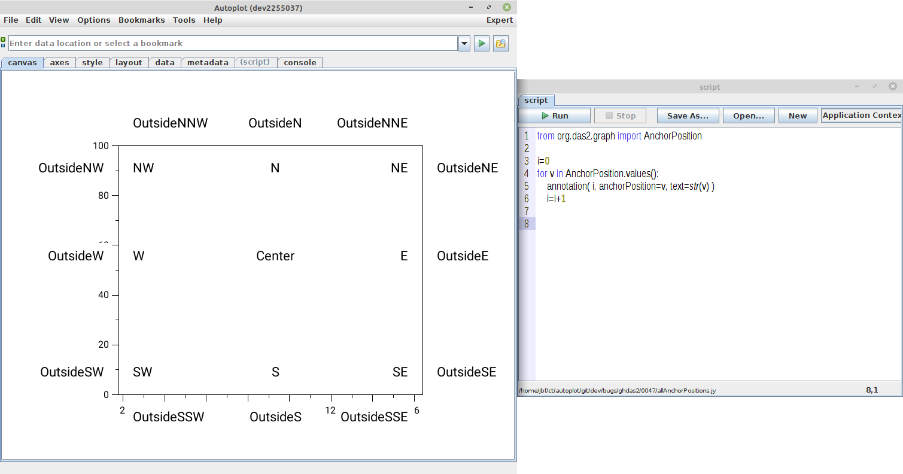 Autoplot (dev2255037)
File Edit View Options Bookmarks Tools Help Expert
Enter data location or select a bookmark
canvas axes style layout data metadata (script) console
OutsideNNW OutsideN OutsideNNE
100
OutsideNW NW N NE OutsideNE
80
OutsideW W Center E OutsideE
40
20
OutsideSW SW S SE OutsideSE
0
2 12 6
OutsideSSW OutsideS OutsideSSE
script
script
Run Stop Save As... Open... New Application Contex
1 from org.das2.graph import AnchorPosition
2
3 i=0
4 for v in AnchorPosition.values():
5 annotation( i, anchorPosition=v, text=str(v) )
6 i=i+1
7
8
/home/jbf/ct/autoplot/git/dev/bugs/ghdas2/0047/allAnchorPositions.jy
8,1